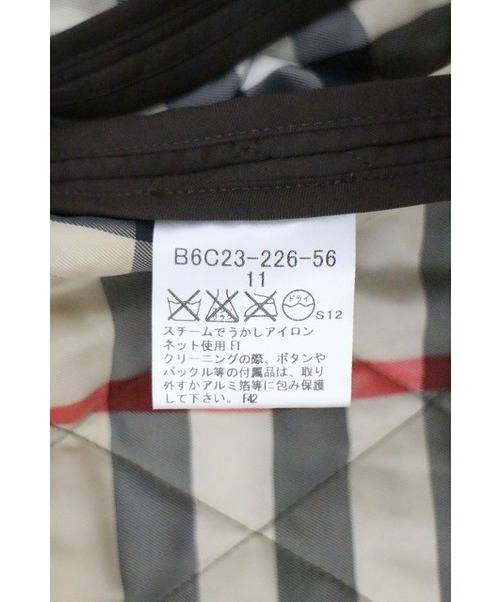 B6C23-226-56
11
ドライ
S12
スチームでうかしアイロン
ネット使用 F1
クリーニングの際、ボタンや
バックル等の付属品は、取り
外すかアルミ箔等に包み保護
して下さい。 F42